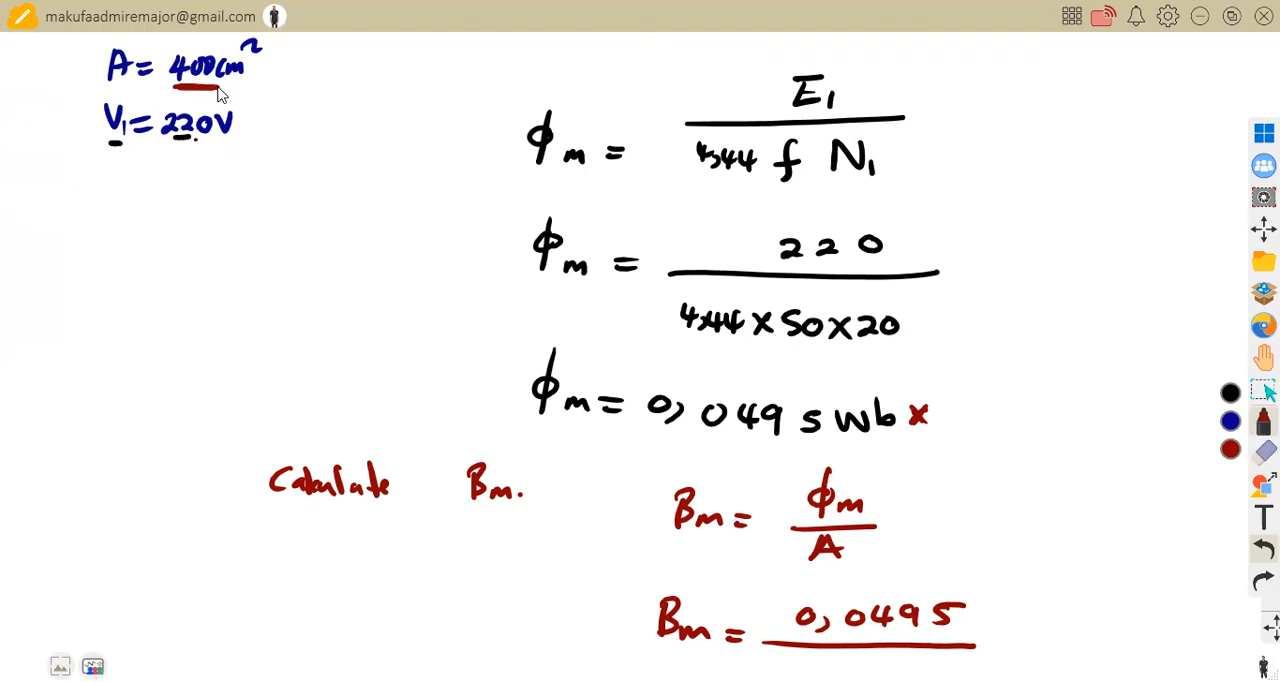 makufaadmiremajor@gmail.com
A = 400cm²
V₁ = 220V
ϕm = E₁ / 4,44 f N₁
ϕm = 220 / 4,44 x 50 x 20
ϕm = 0,0495 Wb x
Calculate Bm.
Bm = ϕm / A
Bm = 0,0495
T